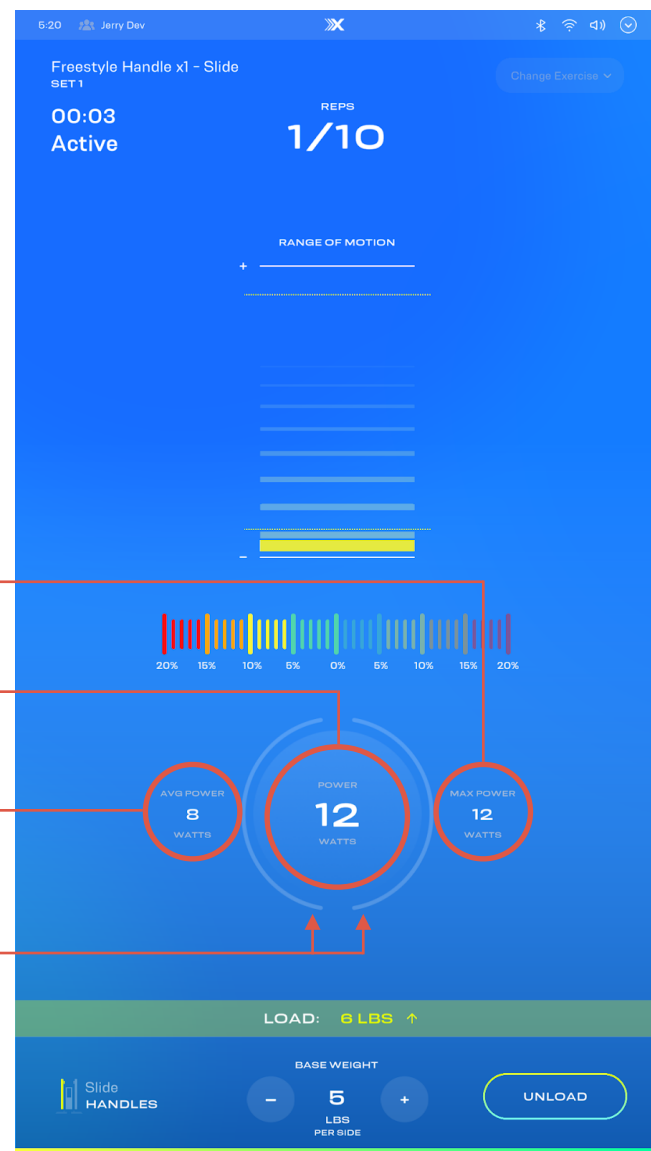 5:20 Jerry Dev
Freestyle Handle x1 - Slide
SET 1
Change Exercise
00:03
Active
REPS
1/10
RANGE OF MOTION
+
−
20% 15% 10% 5% 0% 5% 10% 15% 20%
AVG POWER
8
WATTS
POWER
12
WATTS
MAX POWER
12
WATTS
LOAD: 6 LBS ↑
Slide
HANDLES
BASE WEIGHT
− 5 +
LBS
PER SIDE
UNLOAD